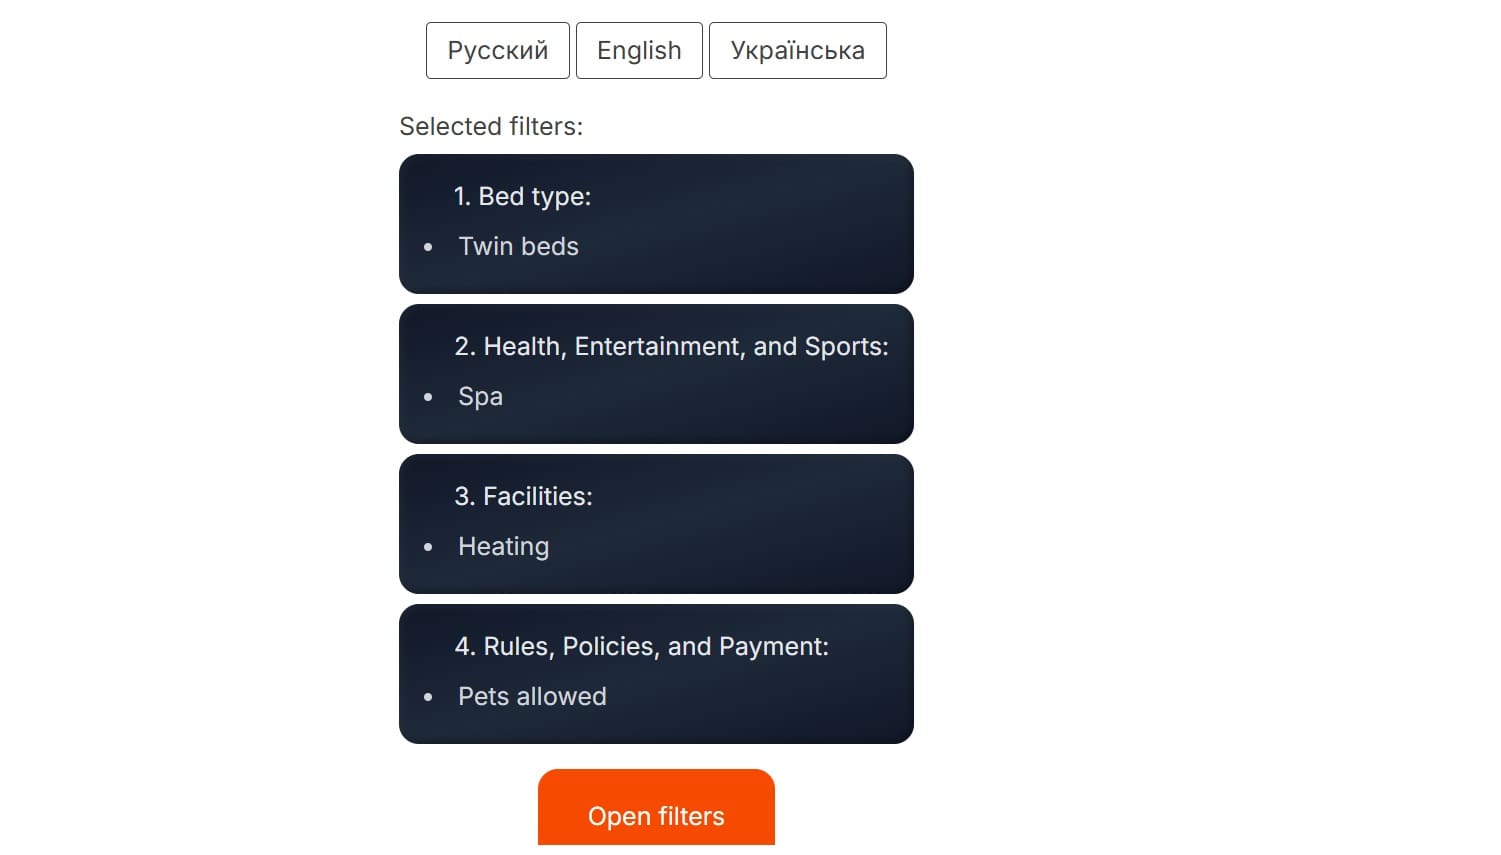 Русский English Українська
Selected filters:
1. Bed type:
• Twin beds
2. Health, Entertainment, and Sports:
• Spa
3. Facilities:
• Heating
4. Rules, Policies, and Payment:
• Pets allowed
Open filters